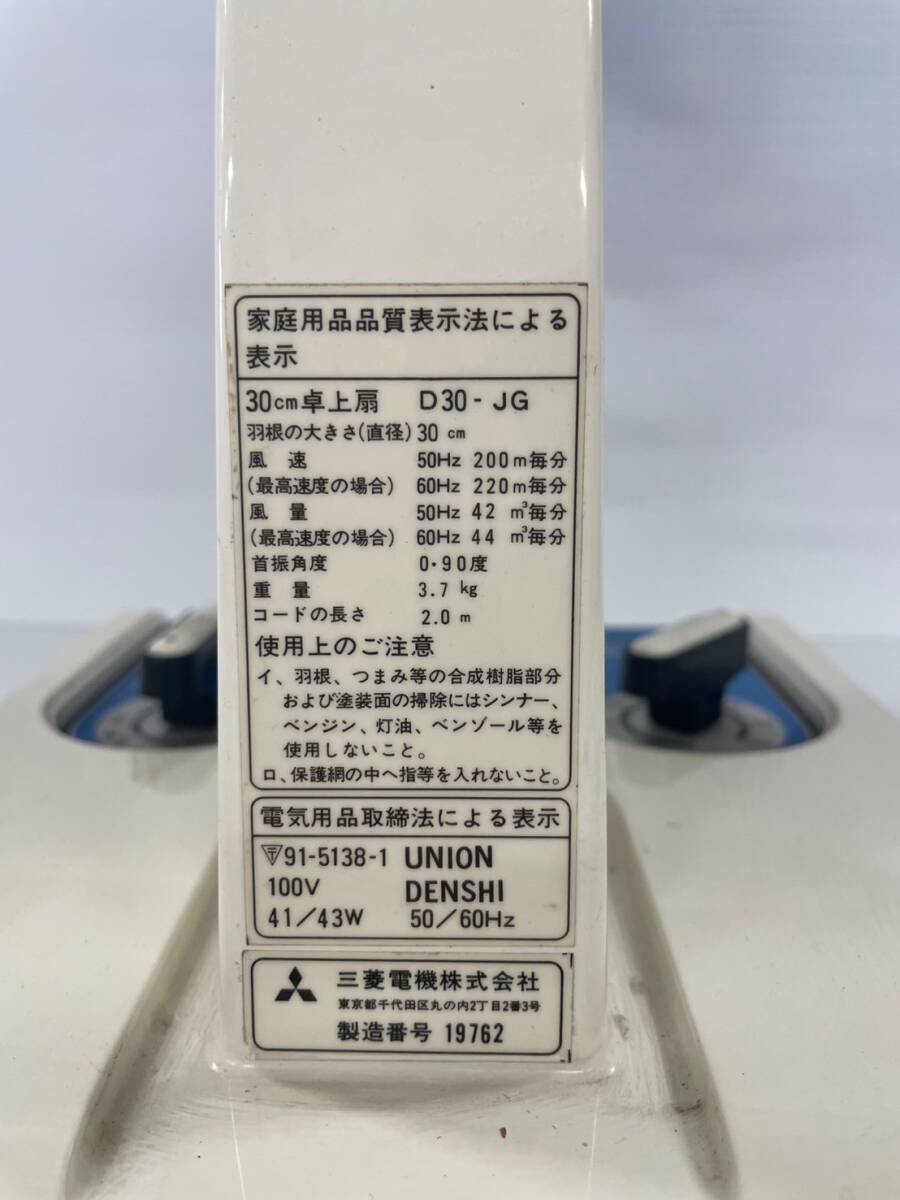 家庭用品品質表示法による
表示
30cm卓上扇 D30-JG
羽根の大きさ(直径) 30cm
風速 50Hz 200m毎分
(最高速度の場合) 60Hz 220m毎分
風量 50Hz 42 m³毎分
(最高速度の場合) 60Hz 44 m³毎分
首振角度 0・90度
重量 3.7kg
コードの長さ 2.0m
使用上のご注意
イ、羽根、つまみ等の合成樹脂部分
および塗装面の掃除にはシンナー、
ベンジン、灯油、ベンゾール等を
使用しないこと。
ロ、保護網の中へ指等を入れないこと。
電気用品取締法による表示
〒91-5138-1 UNION
100V DENSHI
41/43W 50/60Hz
三菱電機株式会社
東京都千代田区丸の内2丁目2番3号
製造番号 19762